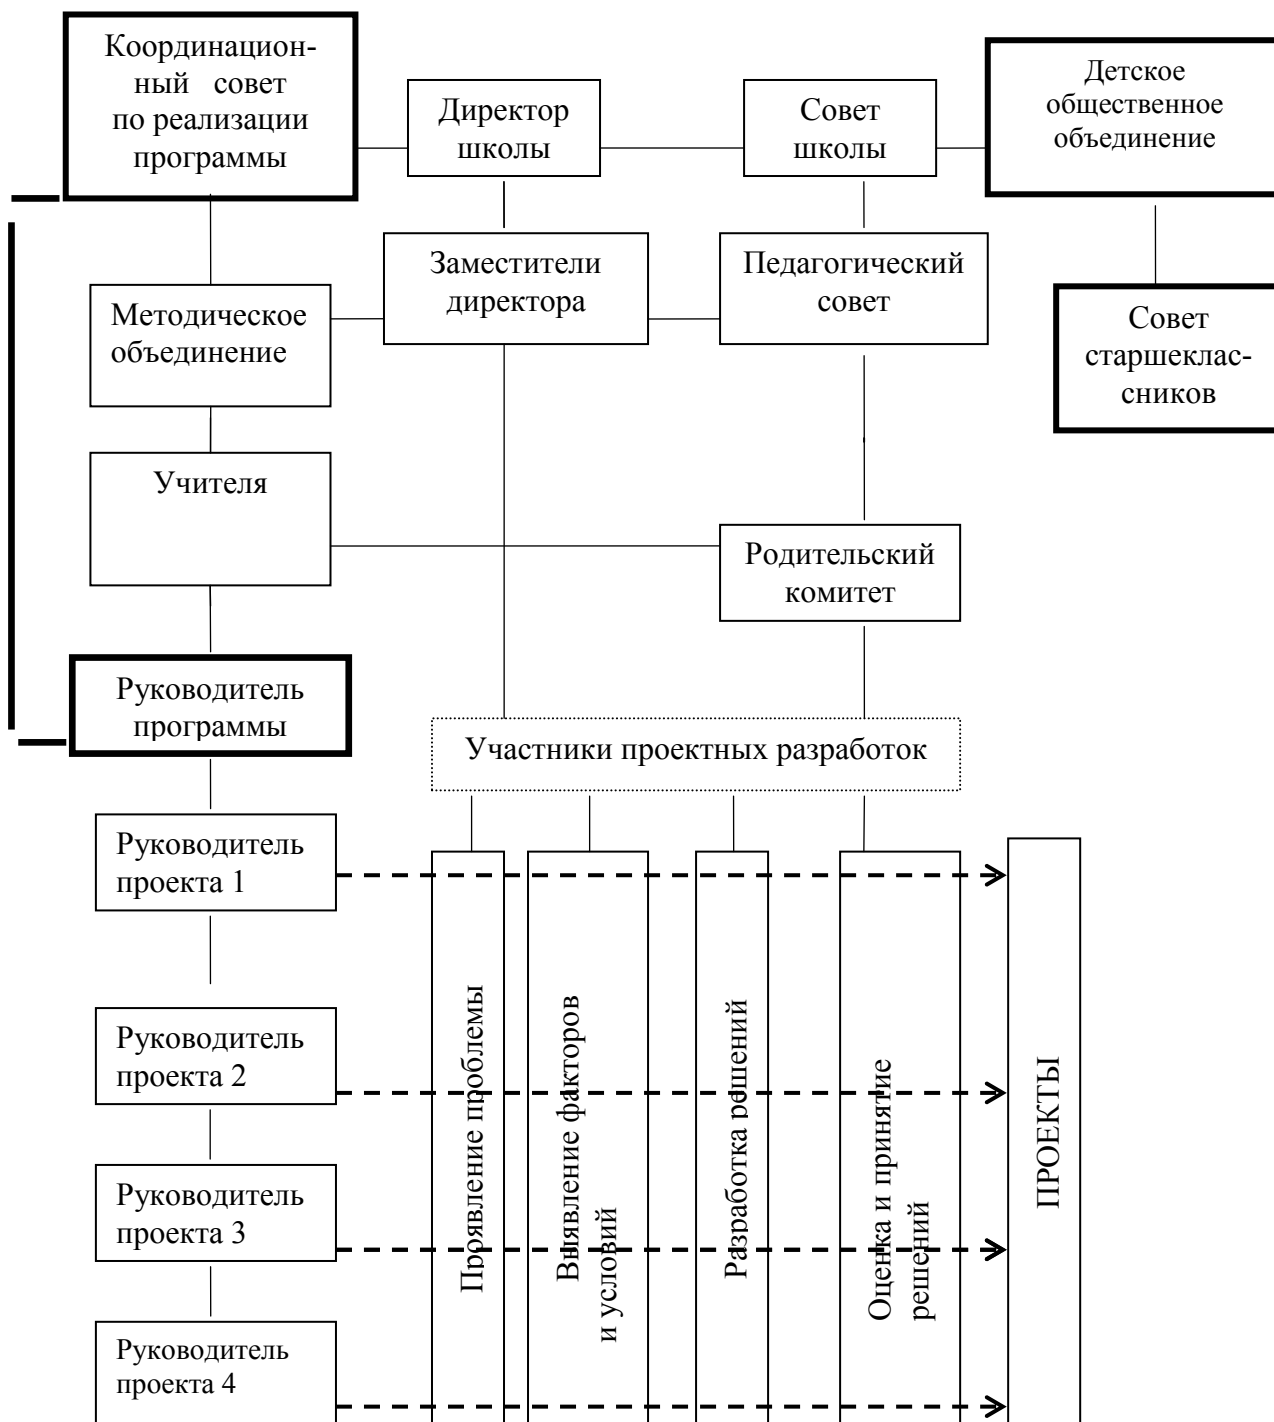 Координацион-
ный совет
по реализации
программы
Директор
школы
Совет
школы
Детское
общественное
объединение
Заместители
директора
Педагогический
совет
Методическое
объединение
Совет
старшеклас-
сников
Учителя
Родительский
комитет
Руководитель
программы
Участники проектных разработок
Руководитель
проекта 1
Руководитель
проекта 2
Руководитель
проекта 3
Руководитель
проекта 4
Проявление проблемы
Выявление факторов
и условий
Разработка решений
Оценка и принятие
решений
ПРОЕКТЫ